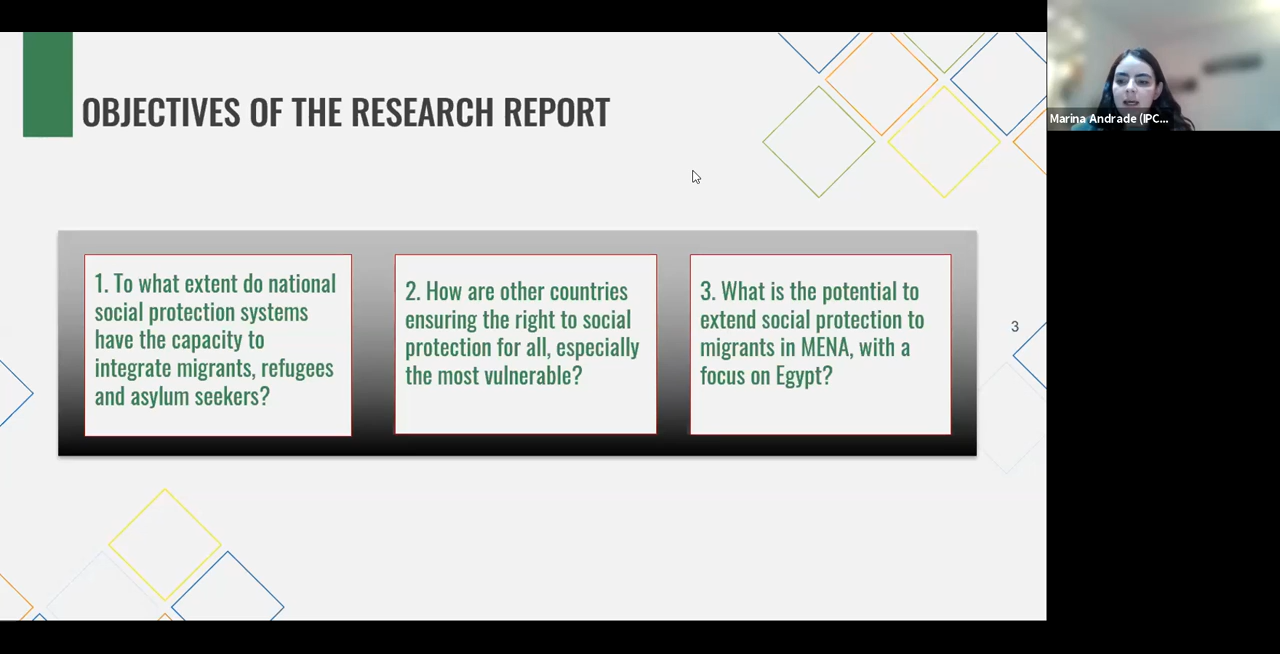 OBJECTIVES OF THE RESEARCH REPORT
1. To what extent do national
social protection systems
have the capacity to
integrate migrants, refugees
and asylum seekers?
2. How are other countries
ensuring the right to social
protection for all, especially
the most vulnerable?
3. What is the potential to
extend social protection to
migrants in MENA, with a
focus on Egypt?
3
Marina Andrade (IPC...